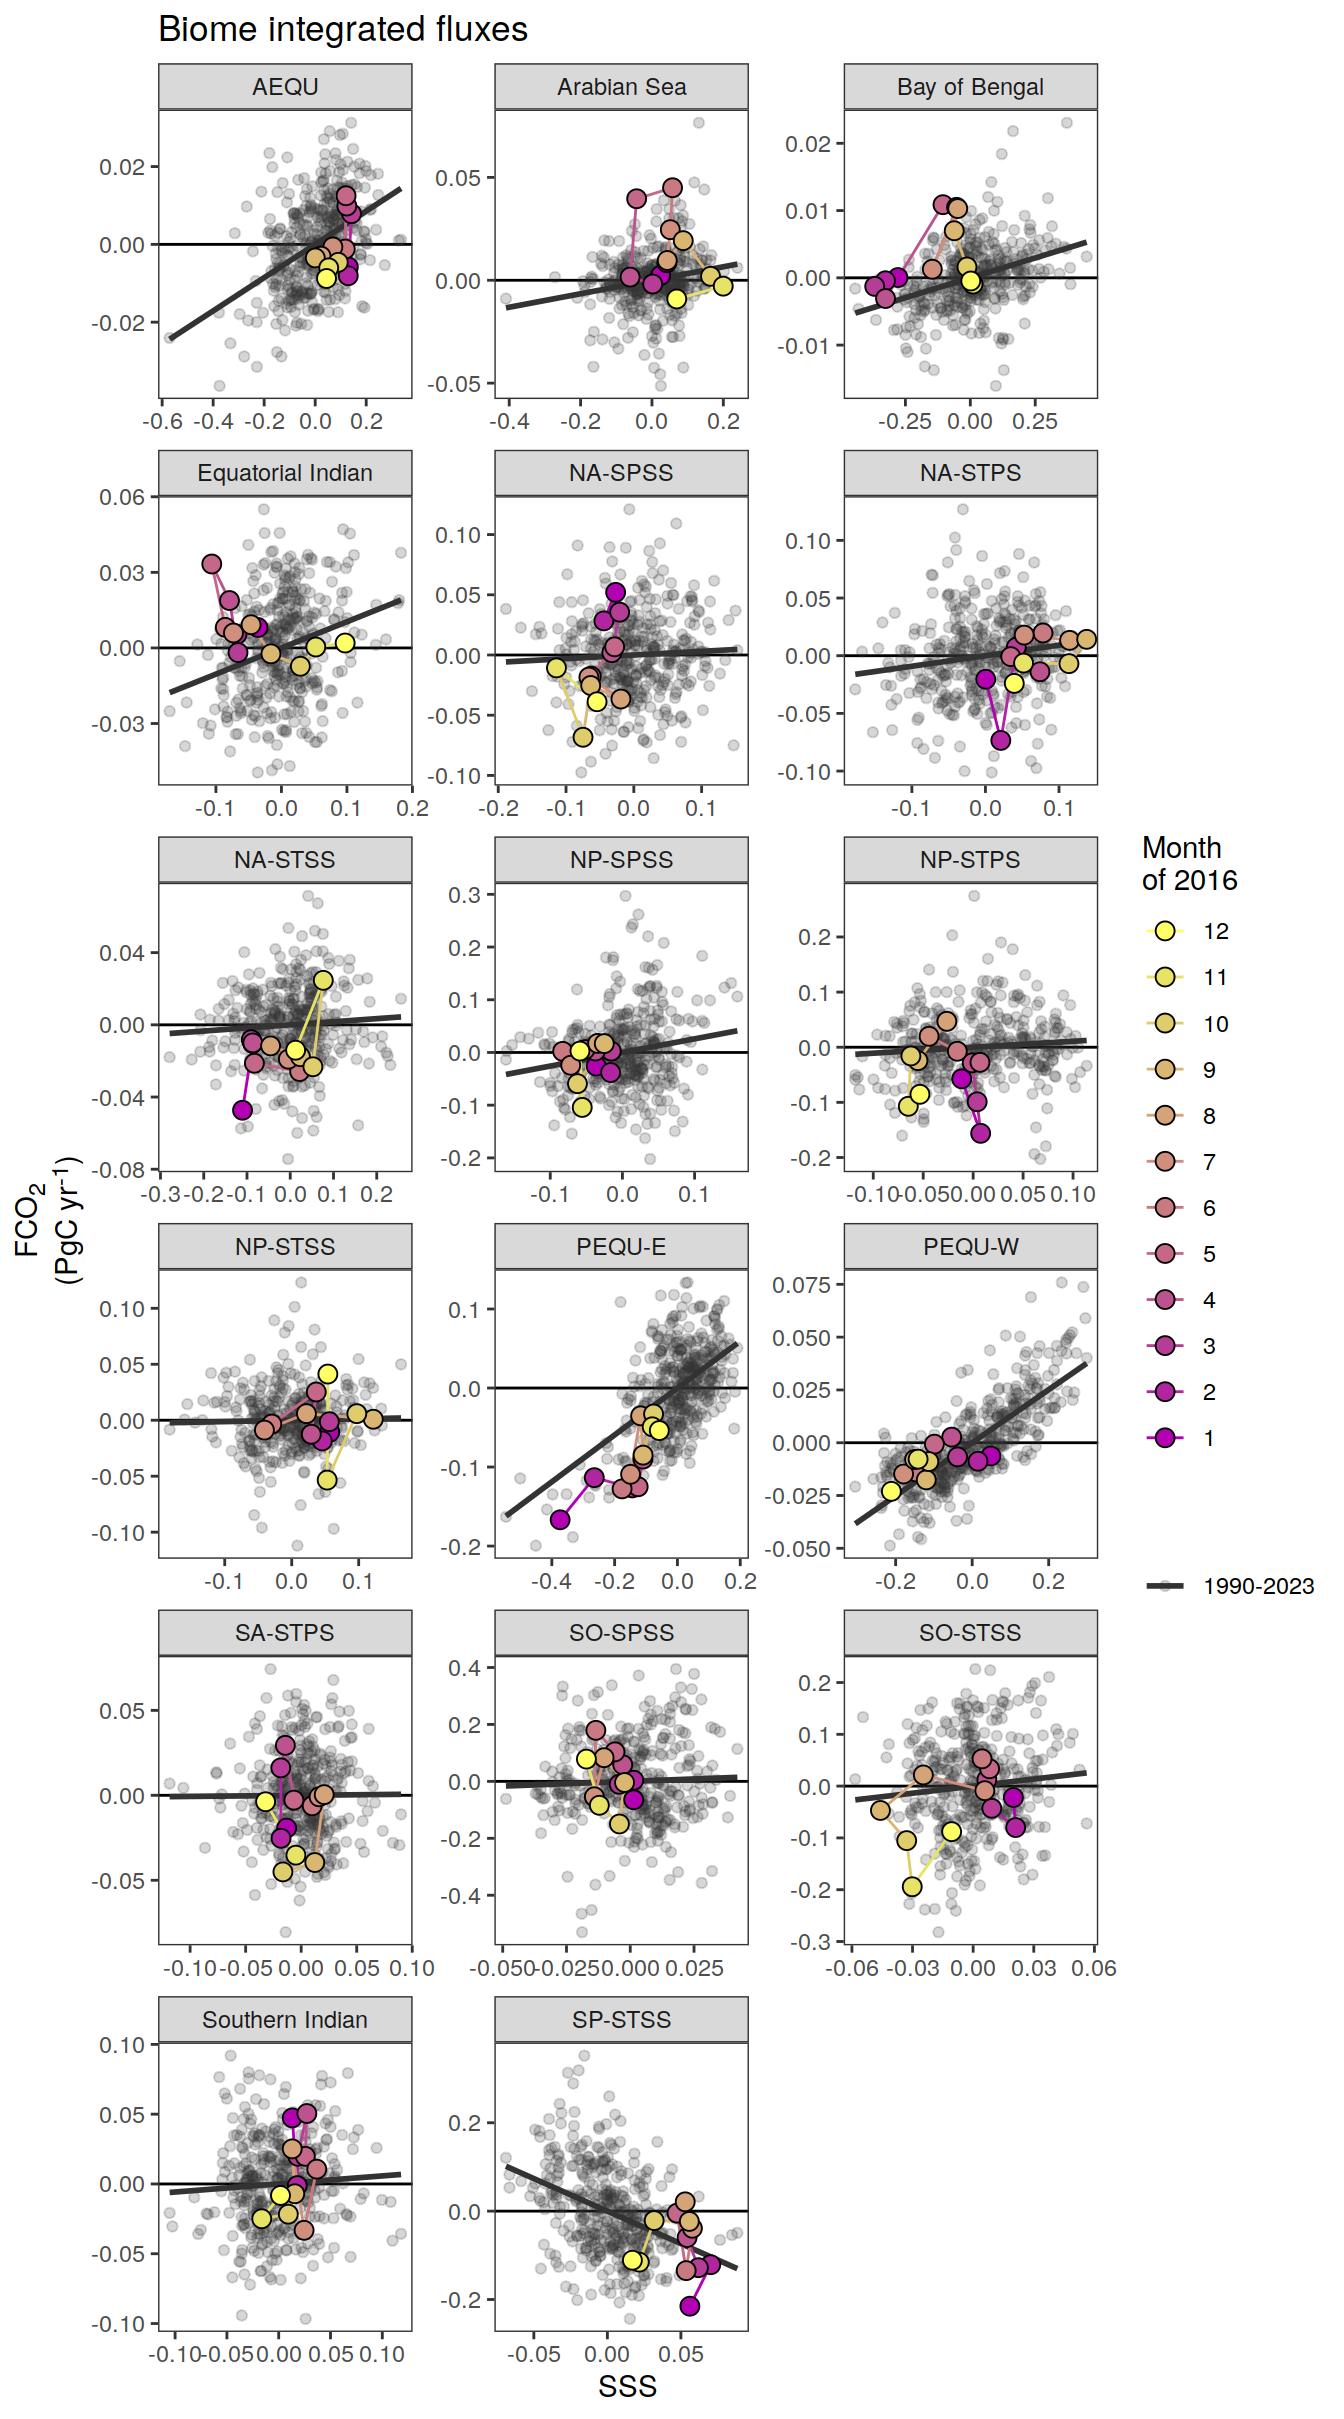 Biome integrated fluxes
AEQU Arabian Sea Bay of Bengal
0.02 0.00 -0.02
0.05 0.00 -0.05
0.02 0.01 0.00 -0.01
-0.6 -0.4 -0.2 0.0 0.2
-0.4 -0.2 0.0 0.2
-0.25 0.00 0.25
Equatorial Indian NA-SPSS NA-STPS
0.06 0.03 0.00 -0.03
0.10 0.05 0.00 -0.05 -0.10
0.10 0.05 0.00 -0.05 -0.10
-0.1 0.0 0.1 0.2
-0.2 -0.1 0.0 0.1
-0.1 0.0 0.1
NA-STSS NP-SPSS NP-STPS
0.04 0.00 -0.04 -0.08
0.3 0.2 0.1 0.0 -0.1 -0.2
0.2 0.1 0.0 -0.1 -0.2
-0.3 -0.2 -0.1 0.0 0.1 0.2
-0.1 0.0 0.1
-0.10 -0.05 0.00 0.05 0.10
NP-STSS PEQU-E PEQU-W
0.10 0.05 0.00 -0.05 -0.10
0.1 0.0 -0.1 -0.2
0.075 0.050 0.025 0.000 -0.025 -0.050
-0.1 0.0 0.1
-0.4 -0.2 0.0 0.2
-0.2 0.0 0.2
SA-STPS SO-SPSS SO-STSS
0.05 0.00 -0.05
0.4 0.2 0.0 -0.2 -0.4
0.2 0.1 0.0 -0.1 -0.2 -0.3
-0.10 -0.05 0.00 0.05 0.10
-0.050 -0.025 0.000 0.025
-0.06 -0.03 0.00 0.03 0.06
Southern Indian SP-STSS
0.10 0.05 0.00 -0.05 -0.10
0.2 0.0 -0.2
-0.10 -0.05 0.00 0.05 0.10
-0.05 0.00 0.05
SSS
FCO₂
(PgC yr⁻¹)
Month
of 2016
12
11
10
9
8
7
6
5
4
3
2
1
1990-2023